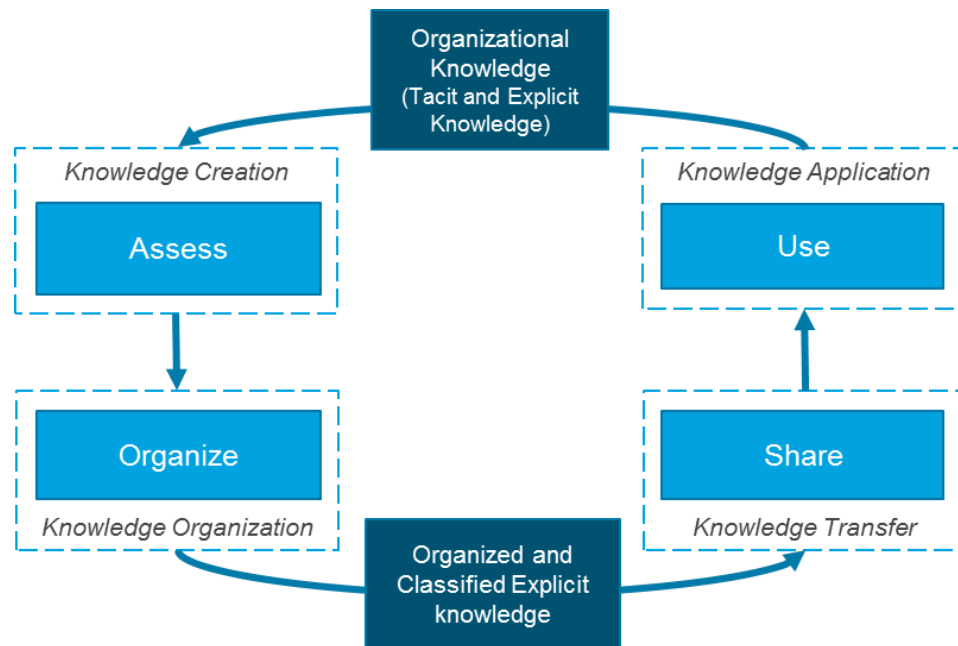 Organizational
Knowledge
(Tacit and Explicit
Knowledge)
Knowledge Creation
Assess
Knowledge Application
Use
Organize
Knowledge Organization
Share
Knowledge Transfer
Organized and
Classified Explicit
knowledge